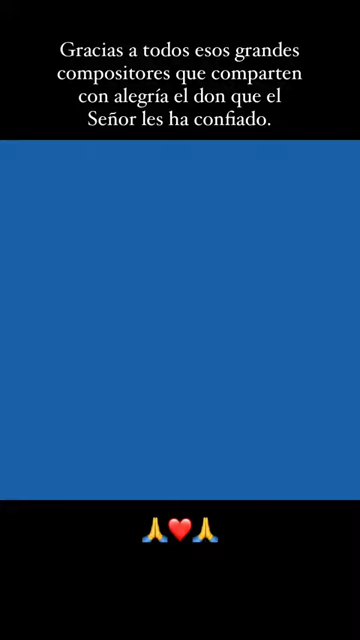 Gracias a todos esos grandes
compositores que comparten
con alegría el don que el
Señor les ha confiado.
🙏❤️🙏